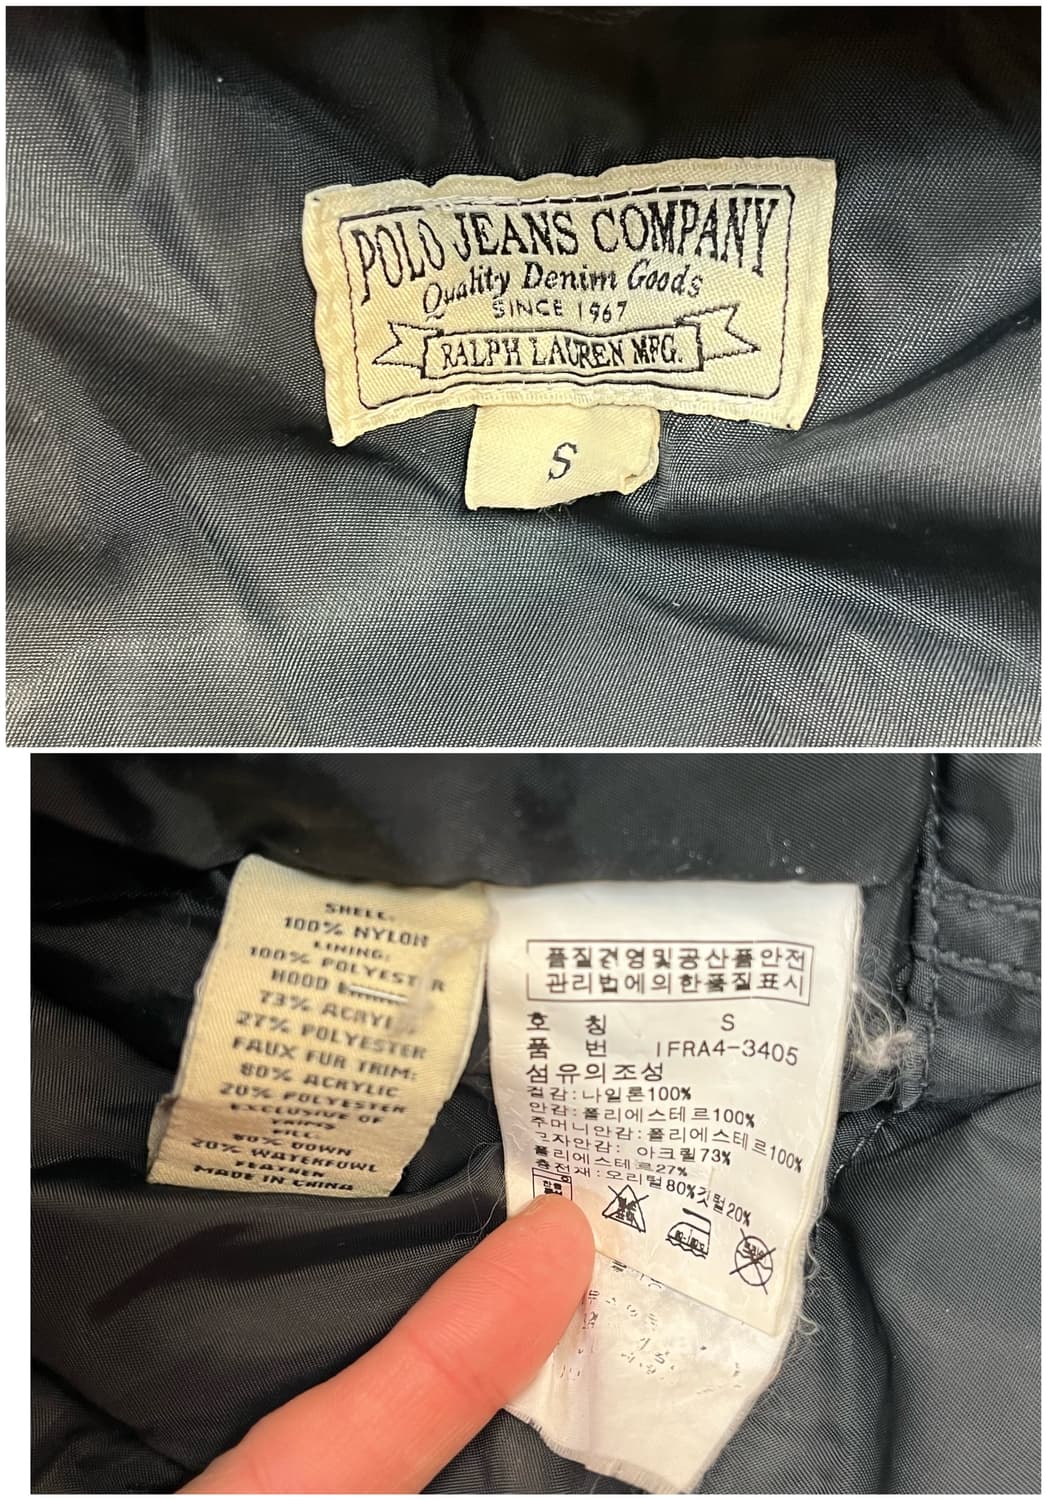 POLO JEANS COMPANY
Quality Denim Goods
SINCE 1967
RALPH LAUREN MFG.
S
SHELL:
100% NYLON
LINING:
100% POLYESTER
HOOD
73% ACRYLIC
27% POLYESTER
FAUX FUR TRIM:
80% ACRYLIC
20% POLYESTER
EXCLUSIVE OF
TRIMS
FILL:
80% DOWN
20% WATERFOWL
FEATHER
MADE IN CHINA
품질경영및공산품안전
관리법에의한품질표시
호 칭 S
품 번 IFRA4-3405
섬유의조성
겉감:나일론100%
안감:폴리에스테르100%
주머니안감:폴리에스테르100%
모자안감: 아크릴73%
폴리에스테르27%
충전재:오리털80%깃털20%